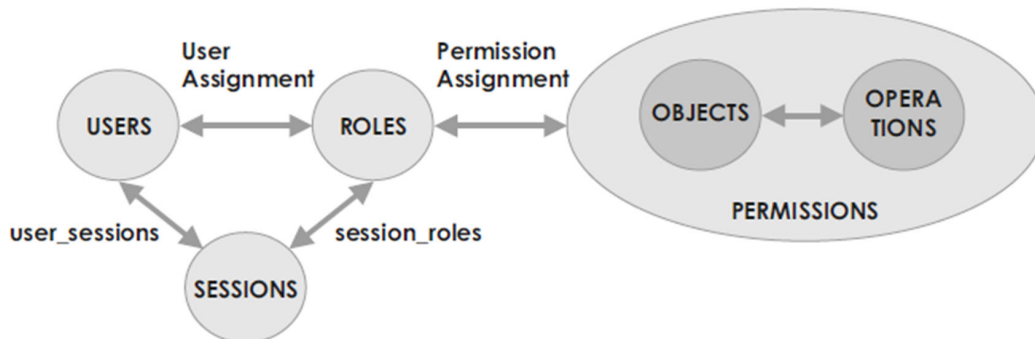 User
Assignment
Permission
Assignment
USERS
ROLES
OBJECTS
OPERA
TIONS
PERMISSIONS
user_sessions
session_roles
SESSIONS